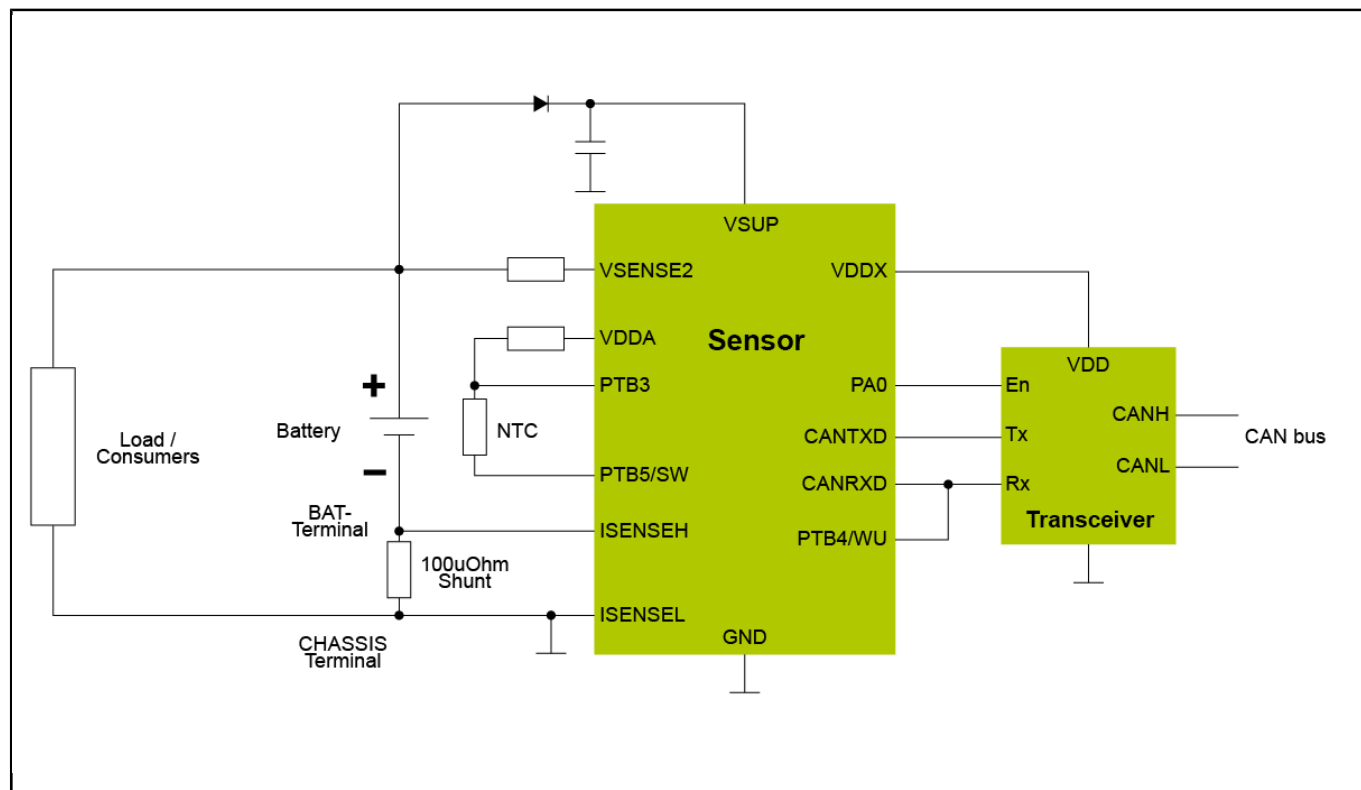 VSUP
VSENSE2
VDDX
VDDA
Sensor
VDD
PTB3
PA0
En
+
CANH
Battery
NTC
CANTXD
Tx
CAN bus
Load /
Consumers
−
PTB5/SW
CANRXD
Rx
CANL
BAT-
Terminal
ISENSEH
PTB4/WU
Transceiver
100uOhm
Shunt
ISENSEL
GND
CHASSIS
Terminal